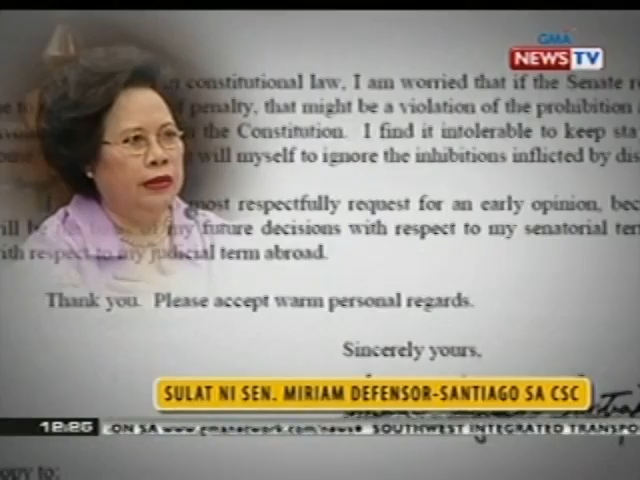 GMA
NEWS TV
constitutional law, I am worried that if the Senate
penalty, that might be a violation of the prohibition
the Constitution. I find it intolerable to keep
will myself to ignore the inhibitions inflicted by
most respectfully request for an early opinion,
be my future decisions with respect to my senatorial
respect to my judicial term abroad.
Thank you. Please accept warm personal regards.
Sincerely yours,
SULAT NI SEN. MIRIAM DEFENSOR-SANTIAGO SA CSC
ON SA www.gmanetwork.com/news SOUTHWEST INTEGRATED
to: